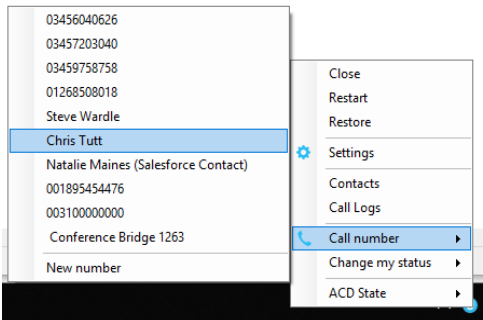 03456040626
03457203040
03459758758
01268508018
Steve Wardle
Chris Tutt
Natalie Maines (Salesforce Contact)
001895454476
003100000000
Conference Bridge 1263
New number
Close
Restart
Restore
Settings
Contacts
Call Logs
Call number
Change my status
ACD State